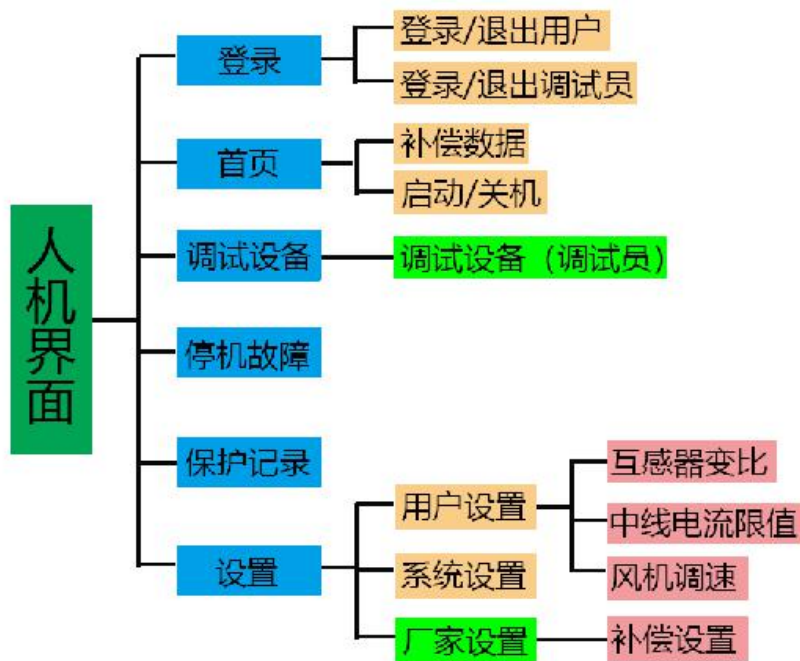 人机界面
登录
登录/退出用户
登录/退出调试员
首页
补偿数据
启动/关机
调试设备
调试设备（调试员）
停机故障
保护记录
设置
用户设置
互感器变比
中线电流限值
风机调速
系统设置
厂家设置
补偿设置